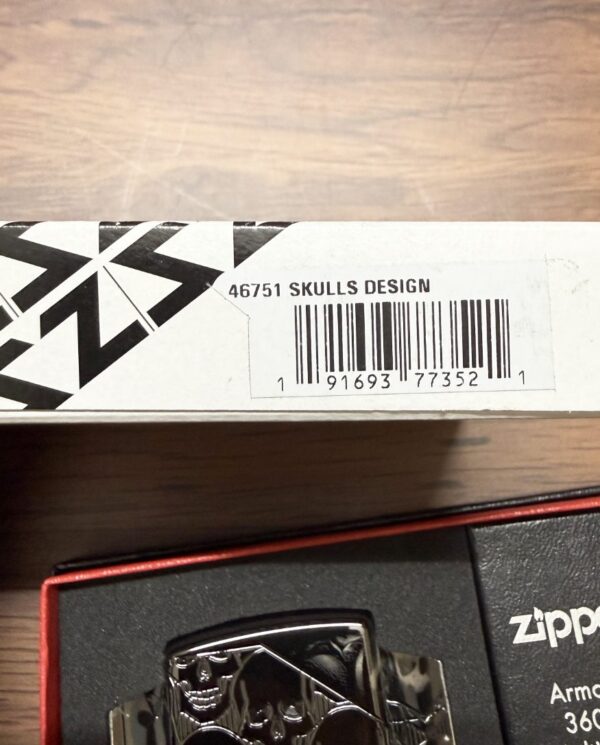 46751 SKULLS DESIGN
1 91693 77352 1
zippo
Armo
360